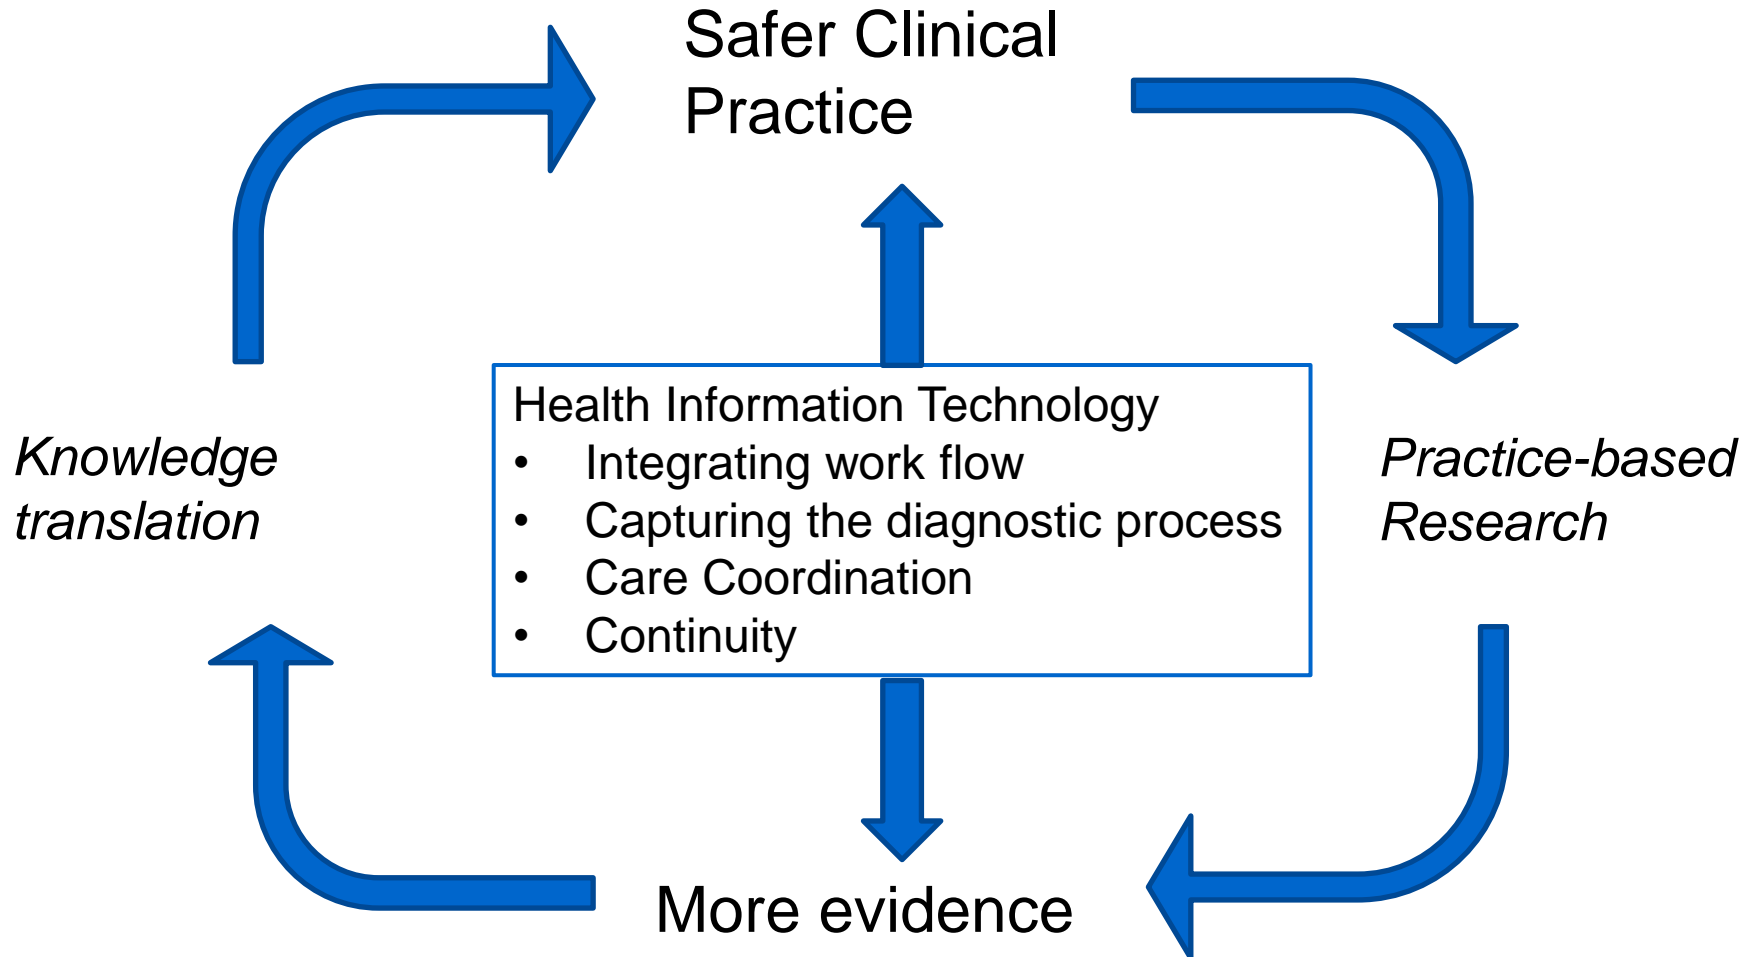 Safer Clinical
Practice
Health Information Technology
• Integrating work flow
• Capturing the diagnostic process
• Care Coordination
• Continuity
Knowledge
translation
Practice-based
Research
More evidence